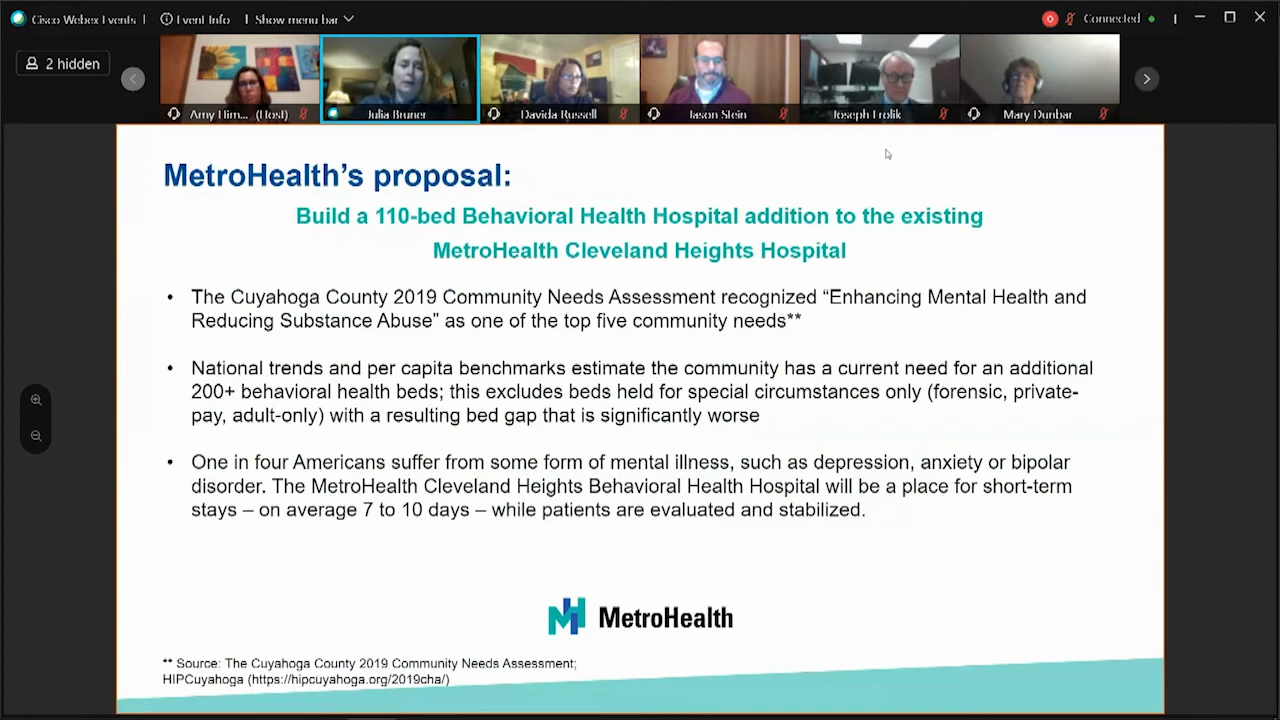 Cisco Webex Events
Event Info
Show menu bar
Connected
2 hidden
Amy Him... (Host)
Julia Bruner
Davida Russell
Jason Stein
Joseph Frolik
Mary Dunbar
MetroHealth's proposal:
Build a 110-bed Behavioral Health Hospital addition to the existing
MetroHealth Cleveland Heights Hospital
• The Cuyahoga County 2019 Community Needs Assessment recognized “Enhancing Mental Health and
Reducing Substance Abuse" as one of the top five community needs**
• National trends and per capita benchmarks estimate the community has a current need for an additional
200+ behavioral health beds; this excludes beds held for special circumstances only (forensic, private-
pay, adult-only) with a resulting bed gap that is significantly worse
• One in four Americans suffer from some form of mental illness, such as depression, anxiety or bipolar
disorder. The MetroHealth Cleveland Heights Behavioral Health Hospital will be a place for short-term
stays – on average 7 to 10 days – while patients are evaluated and stabilized.
MetroHealth
** Source: The Cuyahoga County 2019 Community Needs Assessment;
HIPCuyahoga (https://hipcuyahoga.org/2019cha/)